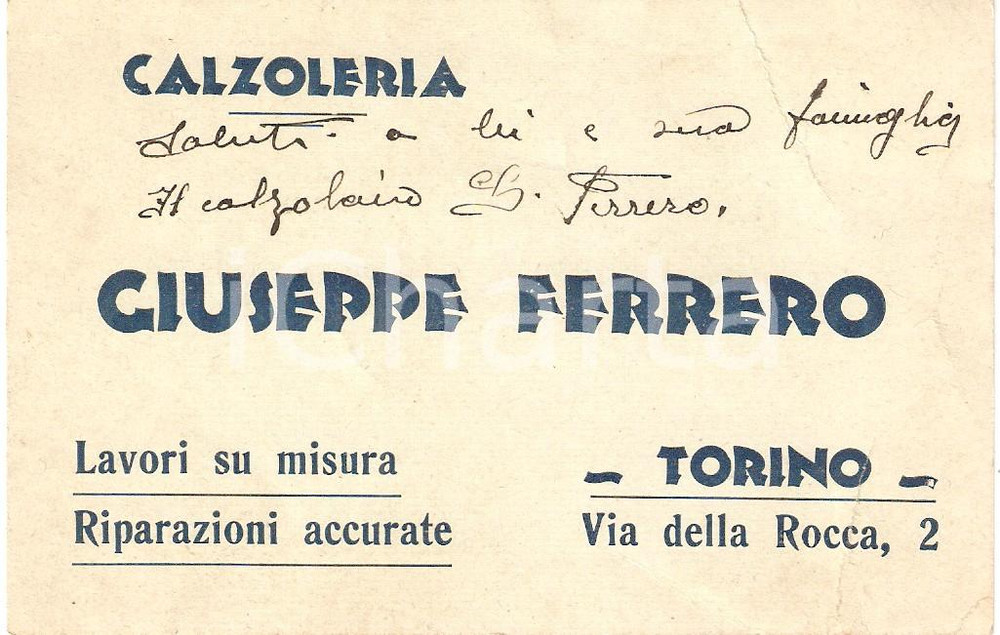 CALZOLERIA
Saluti a lei e sua famiglia
Il calzolaio G. Ferrero.
GIUSEPPE FERRERO
iCharta
Lavori su misura
– TORINO –
Riparazioni accurate
Via della Rocca, 2